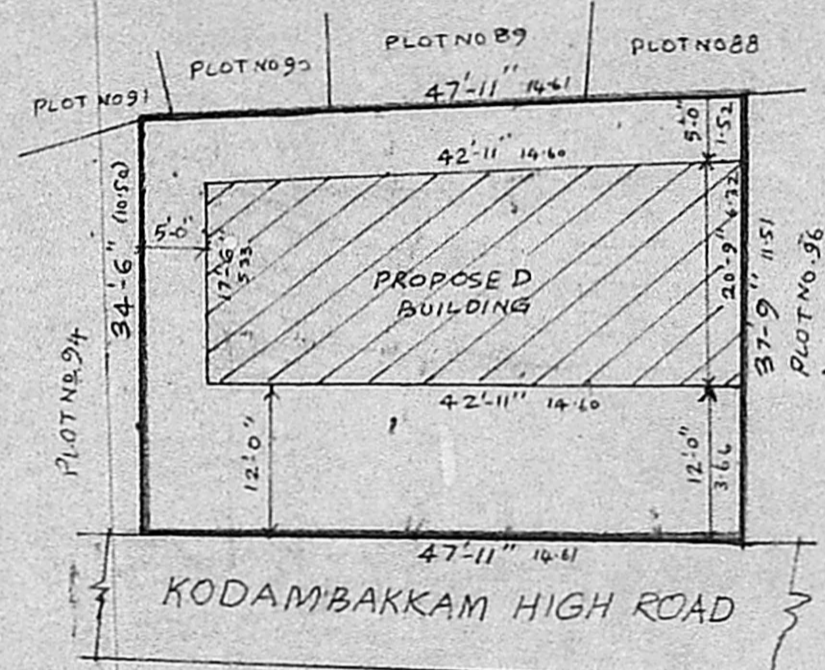 PLOT NO 89
PLOT NO 88
PLOT NO 90
PLOT NO 91
47'-11" 14.61
5'-0"
1.52
42'-11" 14.60
34'-6" (10.52)
5'-0"
17'-6"
5.33
PROPOSED
BUILDING
20'-9" 6.32
37'-9" 11.51
PLOT NO. 96
PLOT NO. 94
42'-11" 14.60
12'-0"
12'-0"
3.66
47'-11" 14.61
KODAMBAKKAM HIGH ROAD